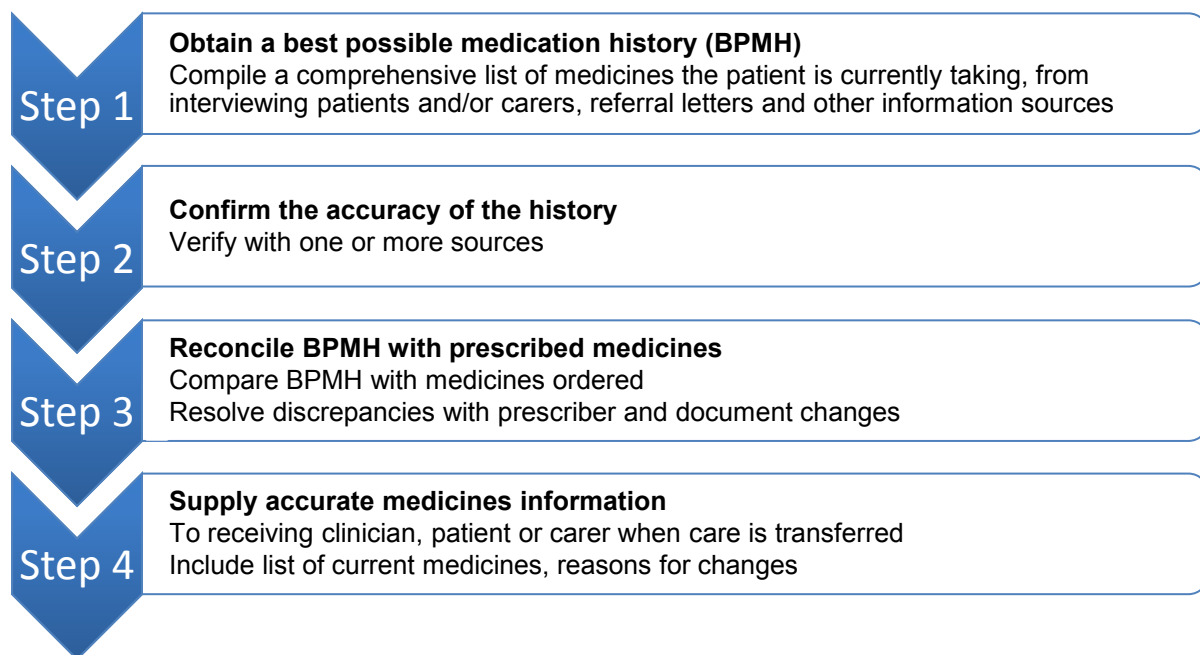 Step 1
Obtain a best possible medication history (BPMH)
Compile a comprehensive list of medicines the patient is currently taking, from
interviewing patients and/or carers, referral letters and other information sources
Step 2
Confirm the accuracy of the history
Verify with one or more sources
Step 3
Reconcile BPMH with prescribed medicines
Compare BPMH with medicines ordered
Resolve discrepancies with prescriber and document changes
Step 4
Supply accurate medicines information
To receiving clinician, patient or carer when care is transferred
Include list of current medicines, reasons for changes